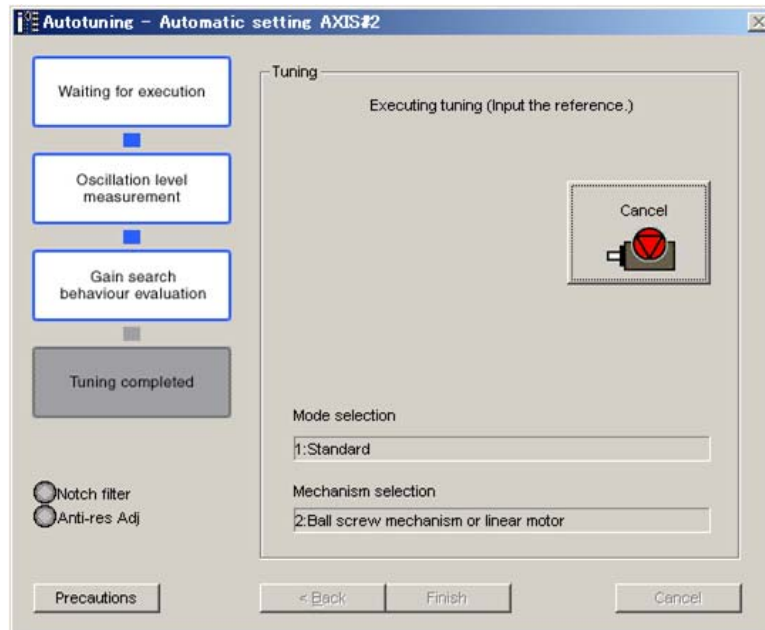 Autotuning - Automatic setting AXIS#2
Waiting for execution
Oscillation level
measurement
Gain search
behaviour evaluation
Tuning completed
Notch filter
Anti-res Adj
Precautions
Tuning
Executing tuning (Input the reference.)
Cancel
Mode selection
1:Standard
Mechanism selection
2:Ball screw mechanism or linear motor
< Back
Finish
Cancel